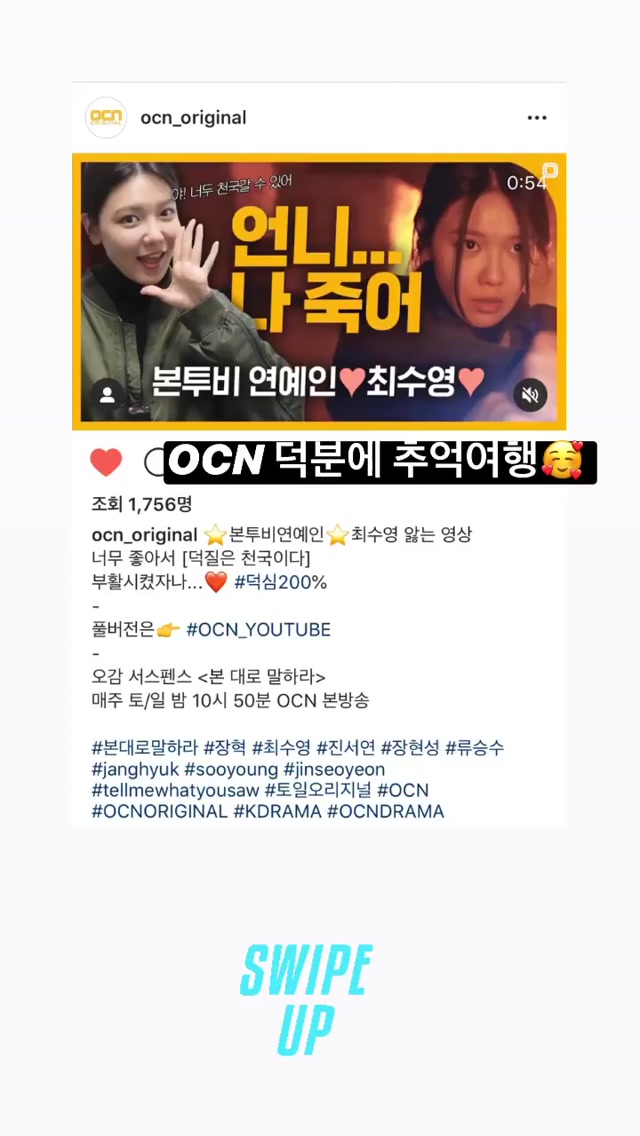 ocn
ORIGINAL
ocn_original
야! 너두 천국갈 수 있어
0:54
언니...
나 죽어
본투비 연예인♥최수영♥
OCN 덕분에 추억여행🥰
조회 1,756명
ocn_original ⭐본투비연예인⭐최수영 앓는 영상
너무 좋아서 [덕질은 천국이다]
부활시켰자나...❤️ #덕심200%
-
풀버전은👉 #OCN_YOUTUBE
-
오감 서스펜스 <본 대로 말하라>
매주 토/일 밤 10시 50분 OCN 본방송
#본대로말하라 #장혁 #최수영 #진서연 #장현성 #류승수
#janghyuk #sooyoung #jinseoyeon
#tellmewhatyousaw #토일오리지널 #OCN
#OCNORIGINAL #KDRAMA #OCNDRAMA
SWIPE
UP